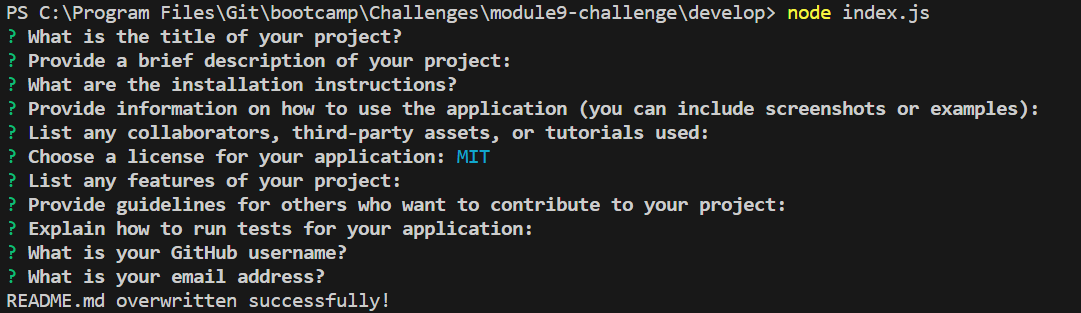 PS C:\Program Files\Git\bootcamp\Challenges\module9-challenge\develop> node index.js
? What is the title of your project?
? Provide a brief description of your project:
? What are the installation instructions?
? Provide information on how to use the application (you can include screenshots or examples):
? List any collaborators, third-party assets, or tutorials used:
? Choose a license for your application: MIT
? List any features of your project:
? Provide guidelines for others who want to contribute to your project:
? Explain how to run tests for your application:
? What is your GitHub username?
? What is your email address?
README.md overwritten successfully!